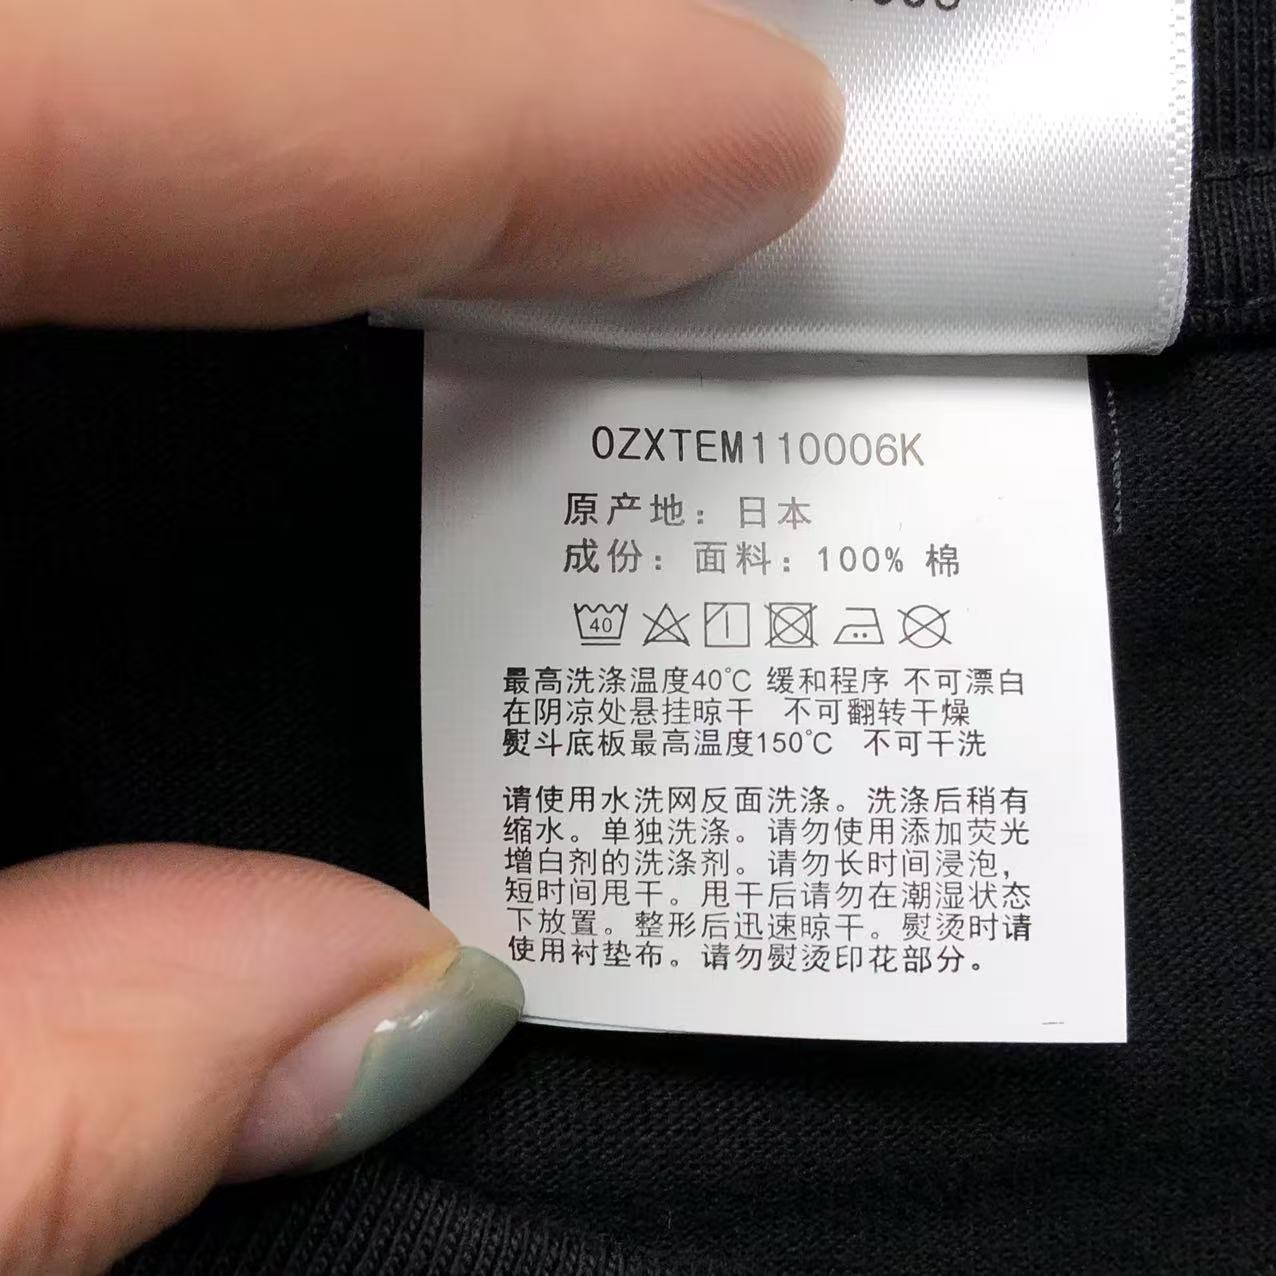 0ZXTEM110006K
原产地：日本
成份：面料：100% 棉
40
最高洗涤温度40℃ 缓和程序 不可漂白
在阴凉处悬挂晾干 不可翻转干燥
熨斗底板最高温度150℃ 不可干洗
请使用水洗网反面洗涤。洗涤后稍有
缩水。单独洗涤。请勿使用添加荧光
增白剂的洗涤剂。请勿长时间浸泡，
短时间甩干。甩干后请勿在潮湿状态
下放置。整形后迅速晾干。熨烫时请
使用衬垫布。请勿熨烫印花部分。